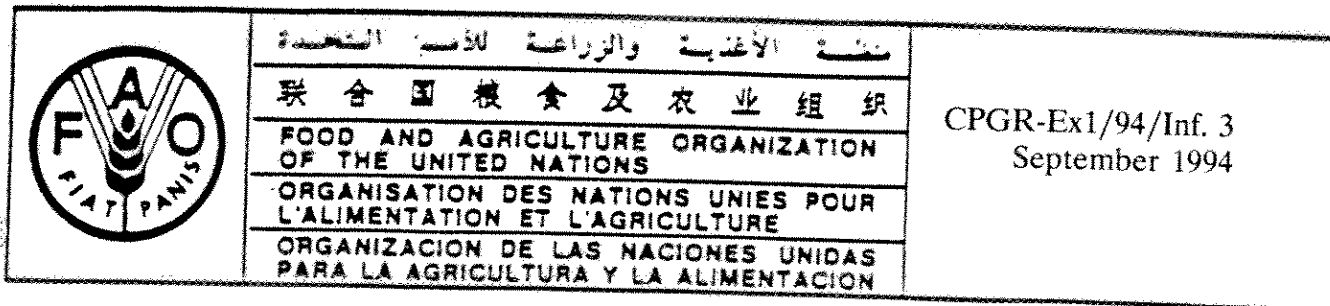 FAO
FIAT PANIS
منظمة الأغذية والزراعة للأمم المتحدة
联合国粮食及农业组织
FOOD AND AGRICULTURE ORGANIZATION
OF THE UNITED NATIONS
ORGANISATION DES NATIONS UNIES POUR
L'ALIMENTATION ET L'AGRICULTURE
ORGANIZACION DE LAS NACIONES UNIDAS
PARA LA AGRICULTURA Y LA ALIMENTACION
CPGR-Ex1/94/Inf. 3
September 1994